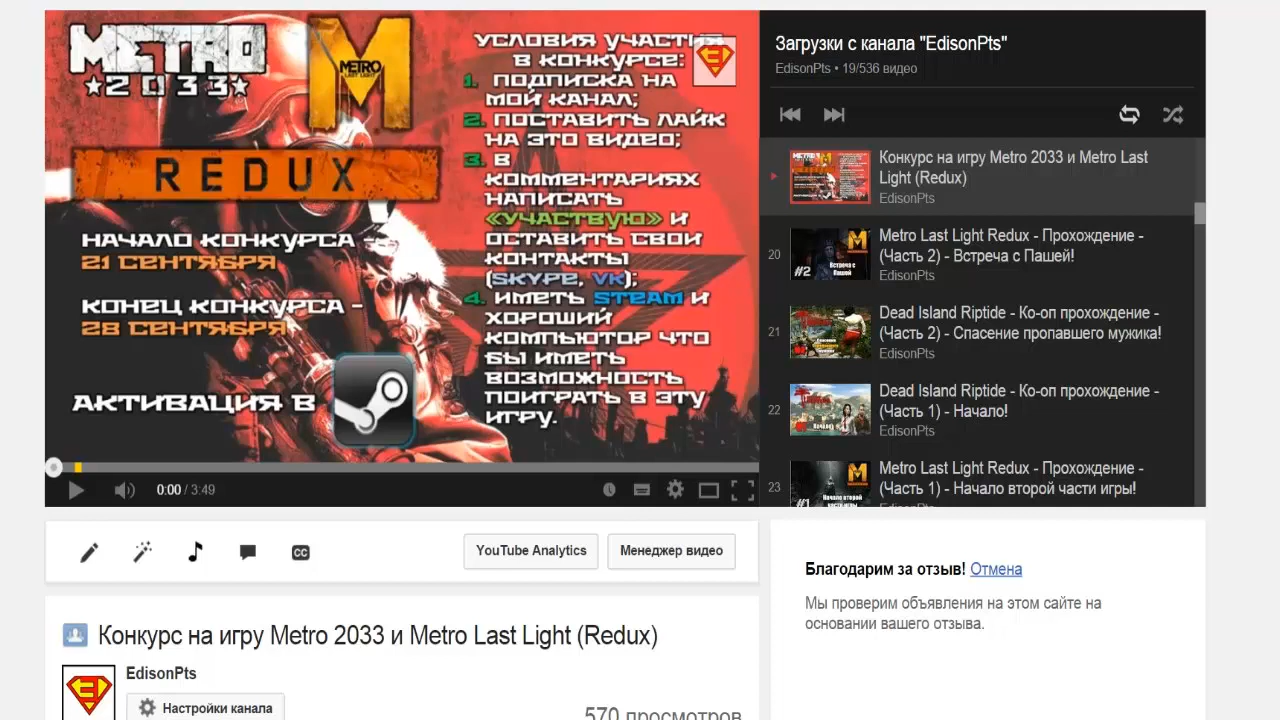 METRO
2033
METRO
LAST LIGHT
REDUX
НАЧАЛО КОНКУРСА -
21 СЕНТЯБРЯ
КОНЕЦ КОНКУРСА -
28 СЕНТЯБРЯ
АКТИВАЦИЯ В
УСЛОВИЯ УЧАСТИЯ
В КОНКУРСЕ:
1. ПОДПИСКА НА
МОЙ КАНАЛ;
2. ПОСТАВИТЬ ЛАЙК
НА ЭТО ВИДЕО;
3. В
КОММЕНТАРИЯХ
НАПИСАТЬ
«УЧАСТВУЮ» И
ОСТАВИТЬ СВОИ
КОНТАКТЫ
(SKYPE, VK);
4. ИМЕТЬ STEAM И
ХОРОШИЙ
КОМПЬЮТОР ЧТО
БЫ ИМЕТЬ
ВОЗМОЖНОСТЬ
ПОИГРАТЬ В ЭТУ
ИГРУ.
0:00 / 3:49
Загрузки с канала "EdisonPts"
EdisonPts • 19/536 видео
Конкурс на игру Metro 2033 и Metro Last
Light (Redux)
EdisonPts
20
#2
Встреча с
Пашей
Metro Last Light Redux - Прохождение -
(Часть 2) - Встреча с Пашей!
EdisonPts
21
Dead Island Riptide - Ко-оп прохождение -
(Часть 2) - Спасение пропавшего мужика!
EdisonPts
22
Dead Island Riptide - Ко-оп прохождение -
(Часть 1) - Начало!
EdisonPts
23
#1
Начало второй
Metro Last Light Redux - Прохождение -
(Часть 1) - Начало второй части игры!
CC
YouTube Analytics
Менеджер видео
Конкурс на игру Metro 2033 и Metro Last Light (Redux)
EdisonPts
Настройки канала
570 просмотров
Благодарим за отзыв! Отмена
Мы проверим объявления на этом сайте на
основании вашего отзыва.